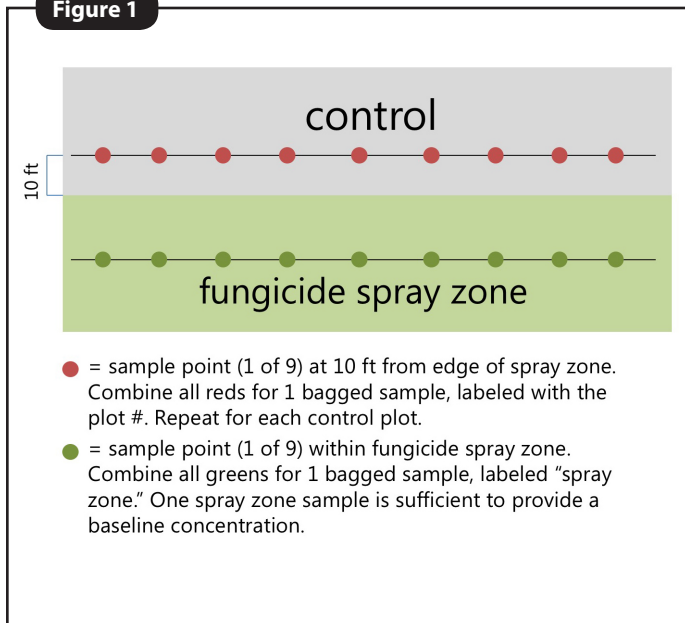 Figure 1
control
10 ft
fungicide spray zone
= sample point (1 of 9) at 10 ft from edge of spray zone.
Combine all reds for 1 bagged sample, labeled with the
plot #. Repeat for each control plot.
= sample point (1 of 9) within fungicide spray zone.
Combine all greens for 1 bagged sample, labeled “spray
zone.” One spray zone sample is sufficient to provide a
baseline concentration.